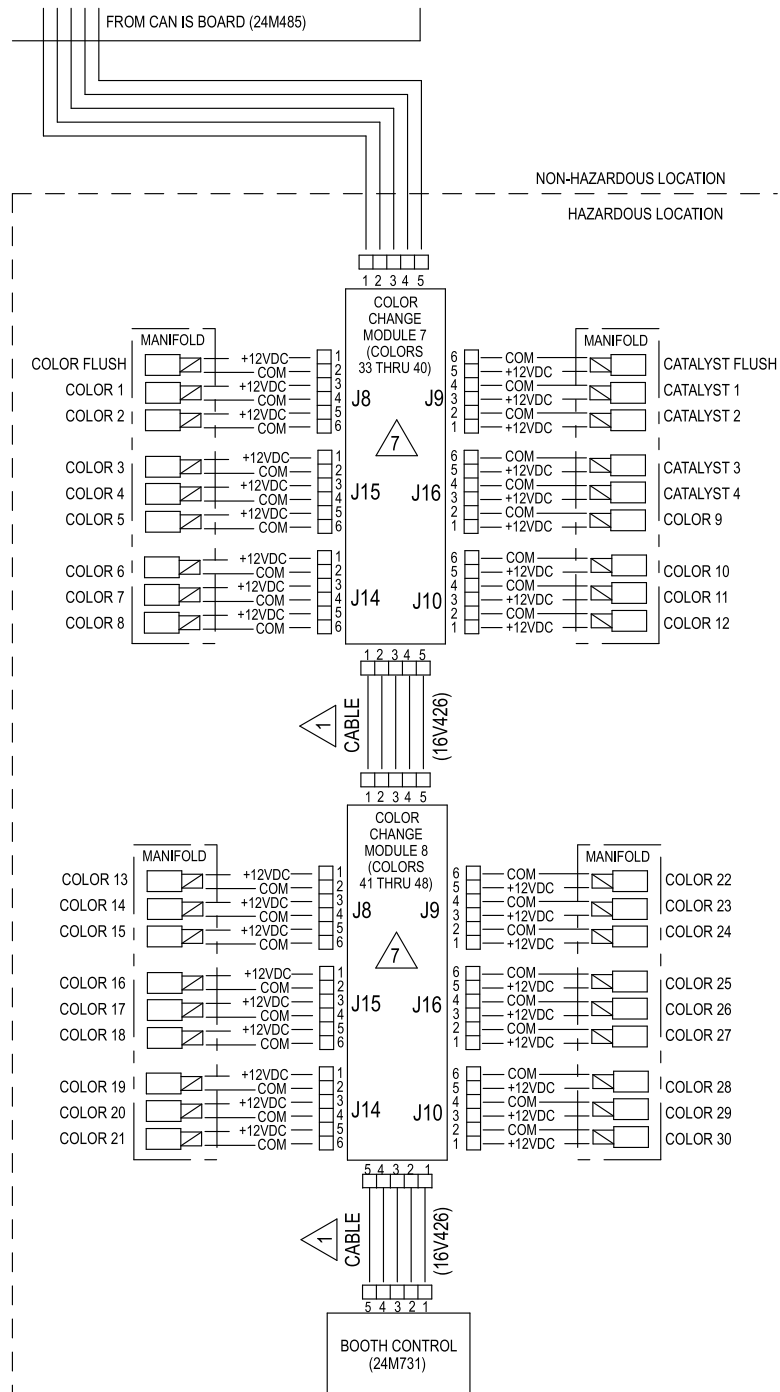 FROM CAN IS BOARD (24M485)
NON-HAZARDOUS LOCATION
HAZARDOUS LOCATION
1 2 3 4 5
COLOR
CHANGE
MODULE 7
(COLORS
33 THRU 40)
MANIFOLD
MANIFOLD
COLOR FLUSH +12VDC 1 6 COM CATALYST FLUSH
COM 2 5 +12VDC
COLOR 1 +12VDC 3 J8 J9 4 COM CATALYST 1
COM 4 3 +12VDC
COLOR 2 +12VDC 5 2 COM CATALYST 2
COM 6 1 +12VDC
7
COLOR 3 +12VDC 1 6 COM CATALYST 3
COM 2 5 +12VDC
COLOR 4 +12VDC 3 J15 J16 4 COM CATALYST 4
COM 4 3 +12VDC
COLOR 5 +12VDC 5 2 COM COLOR 9
COM 6 1 +12VDC
COLOR 6 +12VDC 1 6 COM COLOR 10
COM 2 5 +12VDC
COLOR 7 +12VDC 3 J14 J10 4 COM COLOR 11
COM 4 3 +12VDC
COLOR 8 +12VDC 5 2 COM COLOR 12
COM 6 1 +12VDC
1 2 3 4 5
1
CABLE
(16V426)
1 2 3 4 5
COLOR
CHANGE
MODULE 8
(COLORS
41 THRU 48)
MANIFOLD
MANIFOLD
COLOR 13 +12VDC 1 6 COM COLOR 22
COM 2 5 +12VDC
COLOR 14 +12VDC 3 J8 J9 4 COM COLOR 23
COM 4 3 +12VDC
COLOR 15 +12VDC 5 2 COM COLOR 24
COM 6 1 +12VDC
7
COLOR 16 +12VDC 1 6 COM COLOR 25
COM 2 5 +12VDC
COLOR 17 +12VDC 3 J15 J16 4 COM COLOR 26
COM 4 3 +12VDC
COLOR 18 +12VDC 5 2 COM COLOR 27
COM 6 1 +12VDC
COLOR 19 +12VDC 1 6 COM COLOR 28
COM 2 5 +12VDC
COLOR 20 +12VDC 3 J14 J10 4 COM COLOR 29
COM 4 3 +12VDC
COLOR 21 +12VDC 5 2 COM COLOR 30
COM 6 1 +12VDC
5 4 3 2 1
1
CABLE
(16V426)
5 4 3 2 1
BOOTH CONTROL
(24M731)